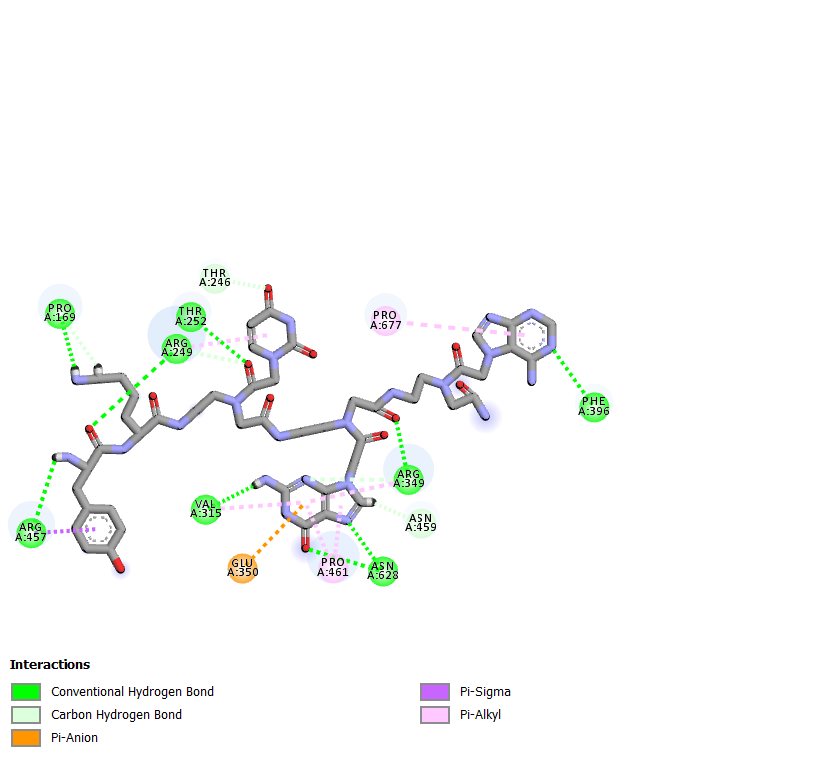 THR
A:246
PRO
A:169
THR
A:252
PRO
A:677
ARG
A:249
PHE
A:396
ARG
A:349
VAL
A:315
ASN
A:459
ARG
A:457
GLU
A:350
PRO
A:461
ASN
A:628
Interactions
Conventional Hydrogen Bond
Carbon Hydrogen Bond
Pi-Anion
Pi-Sigma
Pi-Alkyl